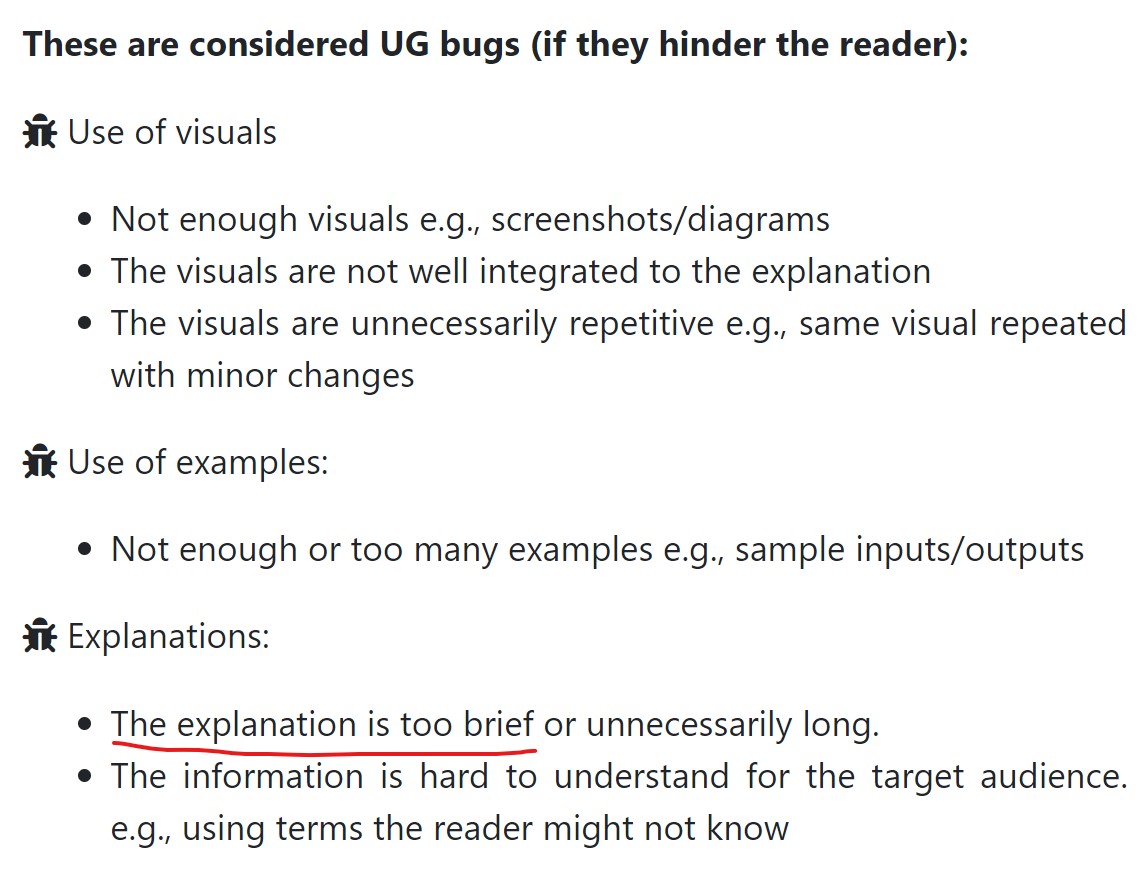 These are considered UG bugs (if they hinder the reader):
Use of visuals
Not enough visuals e.g., screenshots/diagrams
The visuals are not well integrated to the explanation
The visuals are unnecessarily repetitive e.g., same visual repeated
with minor changes
Use of examples:
Not enough or too many examples e.g., sample inputs/outputs
Explanations:
The explanation is too brief or unnecessarily long.
The information is hard to understand for the target audience.
e.g., using terms the reader might not know